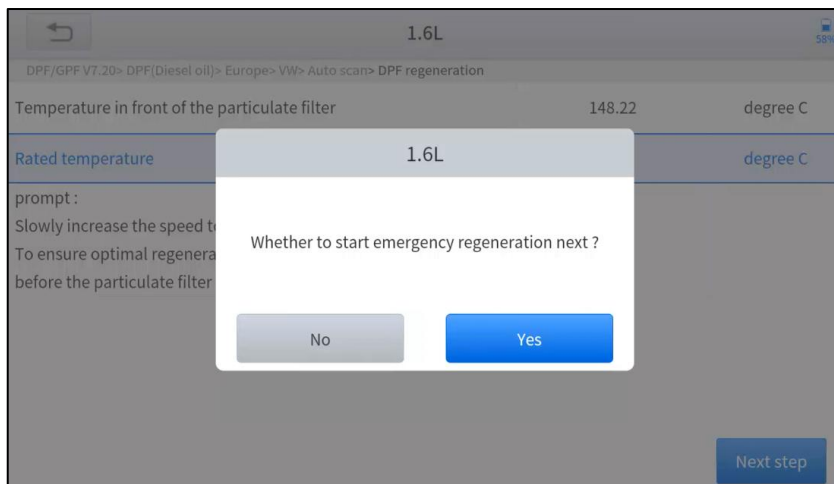 1.6L
58%
DPF/GPF V7.20> DPF(Diesel oil)> Europe> VW> Auto scan> DPF regeneration
Temperature in front of the particulate filter 148.22 degree C
Rated temperature degree C
prompt :
Slowly increase the speed to
To ensure optimal regenera
before the particulate filter
1.6L
Whether to start emergency regeneration next ?
No Yes
Next step